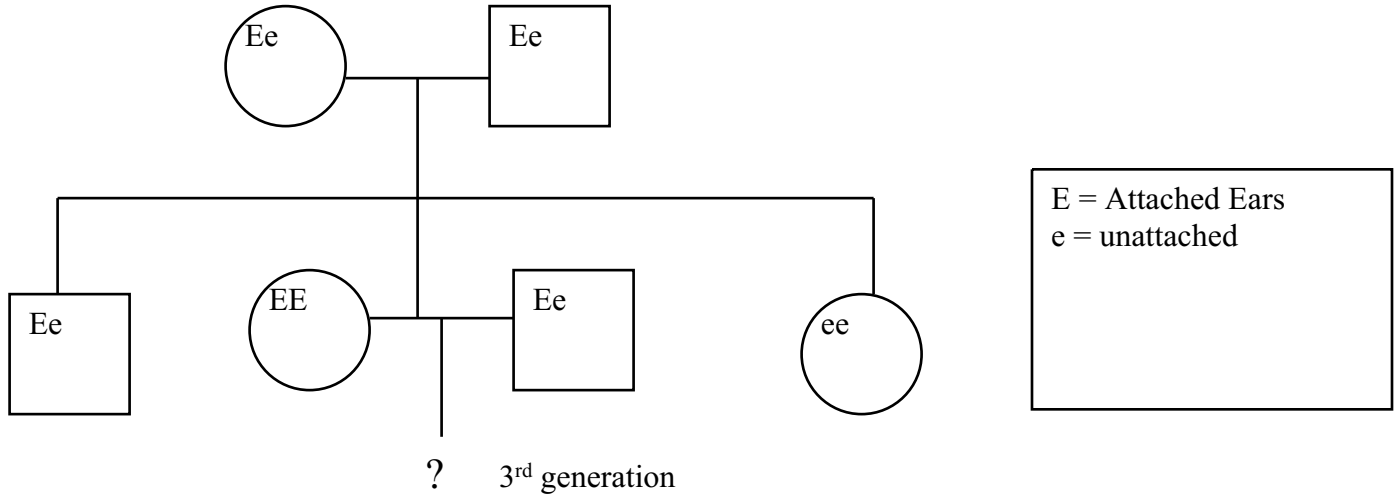 Ee
Ee
E = Attached Ears
e = unattached
Ee
EE
Ee
ee
? 3rd generation